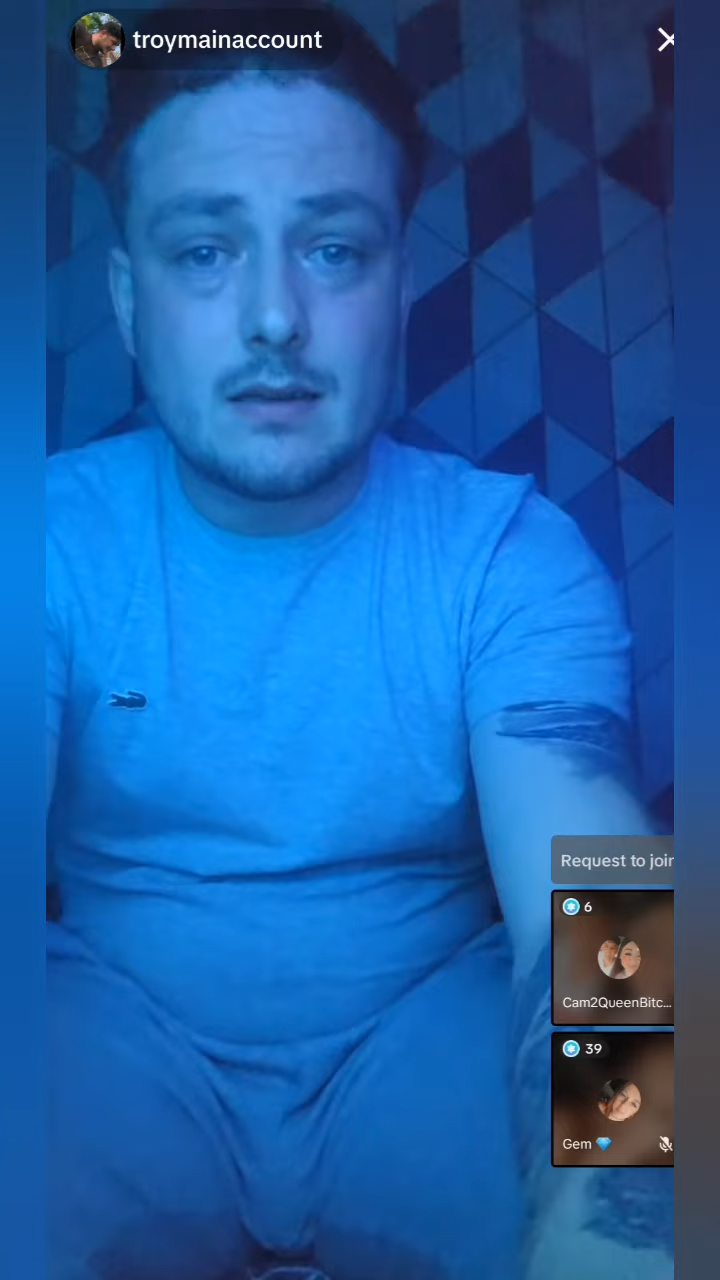 troymainaccount
Request to join
6
Cam2QueenBitc...
39
Gem